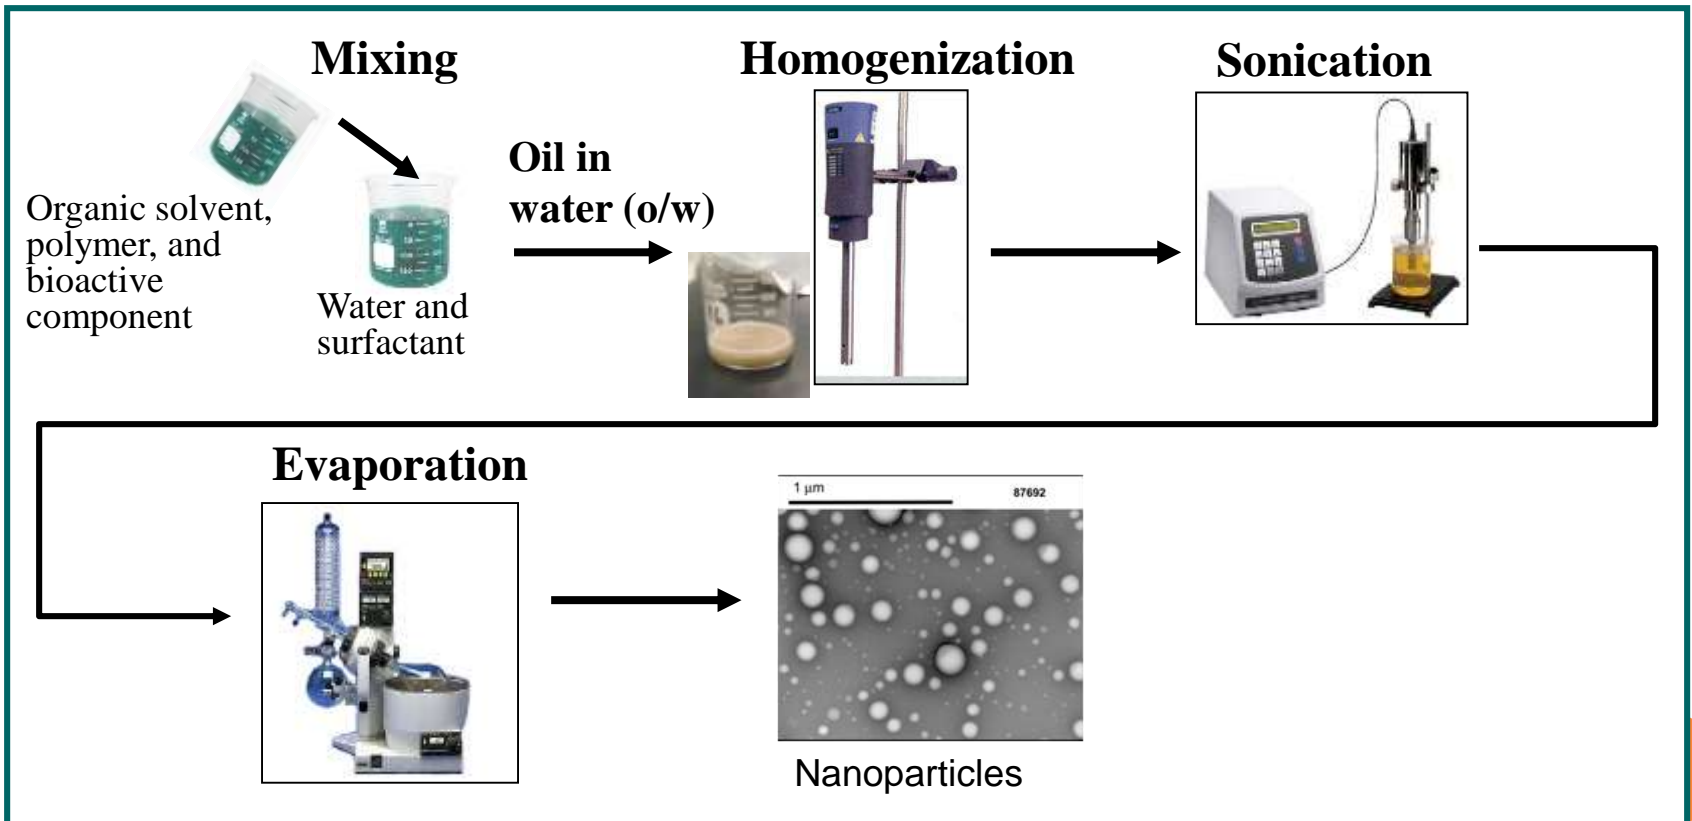 Mixing
Homogenization
Sonication
Oil in
water (o/w)
Organic solvent,
polymer, and
bioactive
component
Water and
surfactant
Evaporation
1 μm
87692
Nanoparticles